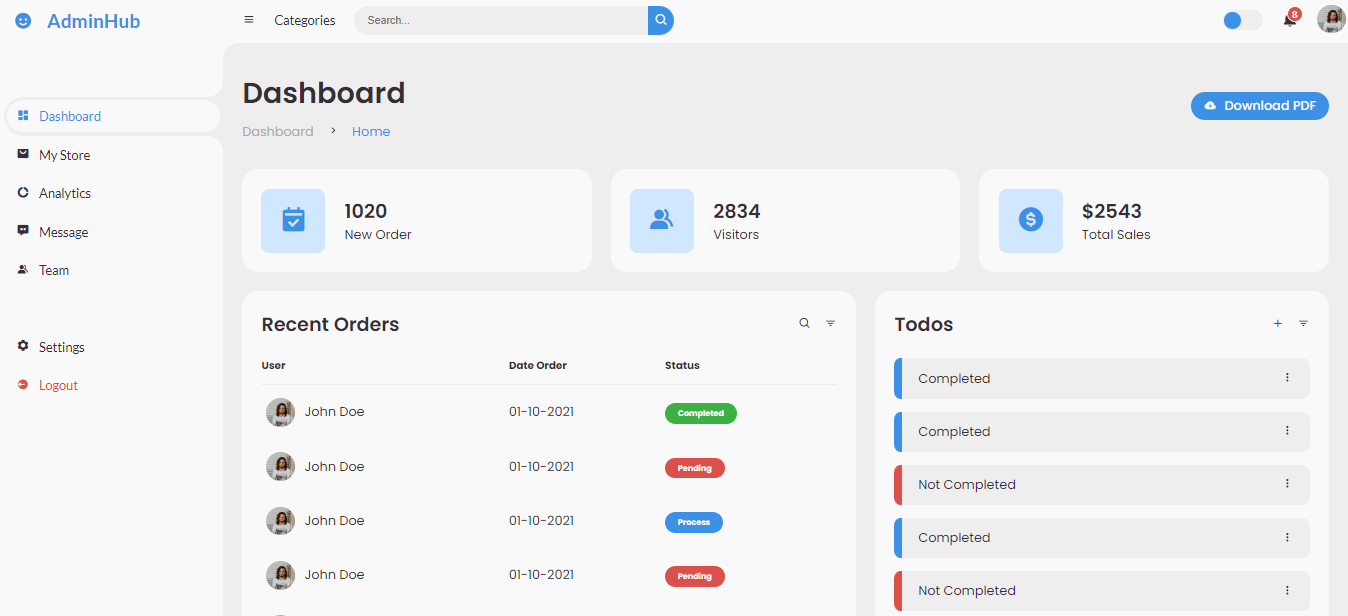 AdminHub
Categories
Search...
8
Dashboard
My Store
Analytics
Message
Team
Settings
Logout
Dashboard
Dashboard > Home
Download PDF
1020
New Order
2834
Visitors
$2543
Total Sales
Recent Orders
User Date Order Status
John Doe 01-10-2021 Completed
John Doe 01-10-2021 Pending
John Doe 01-10-2021 Process
John Doe 01-10-2021 Pending
Todos
Completed
Completed
Not Completed
Completed
Not Completed